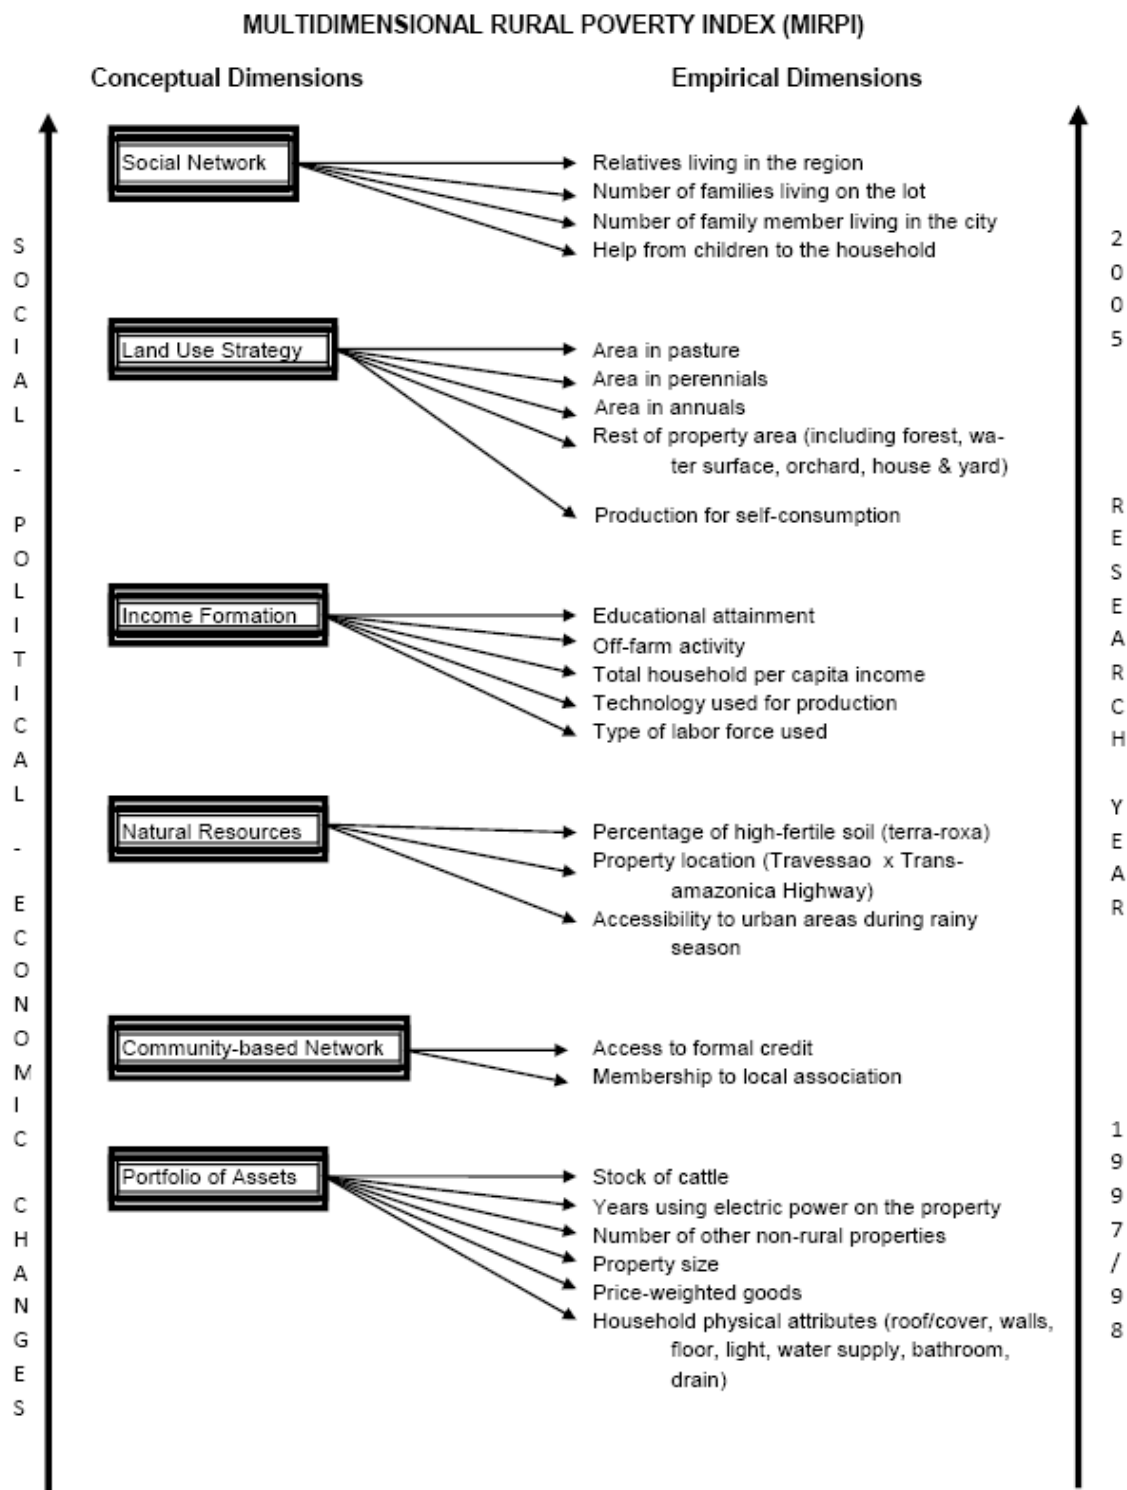 MULTIDIMENSIONAL RURAL POVERTY INDEX (MIRPI)
Conceptual Dimensions
Empirical Dimensions
SOCIAL - POLITICAL - ECONOMIC CHANGES
Social Network
Relatives living in the region
Number of families living on the lot
Number of family member living in the city
Help from children to the household
Land Use Strategy
Area in pasture
Area in perennials
Area in annuals
Rest of property area (including forest, wa-
ter surface, orchard, house & yard)
Production for self-consumption
Income Formation
Educational attainment
Off-farm activity
Total household per capita income
Technology used for production
Type of labor force used
Natural Resources
Percentage of high-fertile soil (terra-roxa)
Property location (Travessao x Trans-
amazonica Highway)
Accessibility to urban areas during rainy
season
Community-based Network
Access to formal credit
Membership to local association
Portfolio of Assets
Stock of cattle
Years using electric power on the property
Number of other non-rural properties
Property size
Price-weighted goods
Household physical attributes (roof/cover, walls,
floor, light, water supply, bathroom,
drain)
2005 RESEARCH YEAR 1997/98